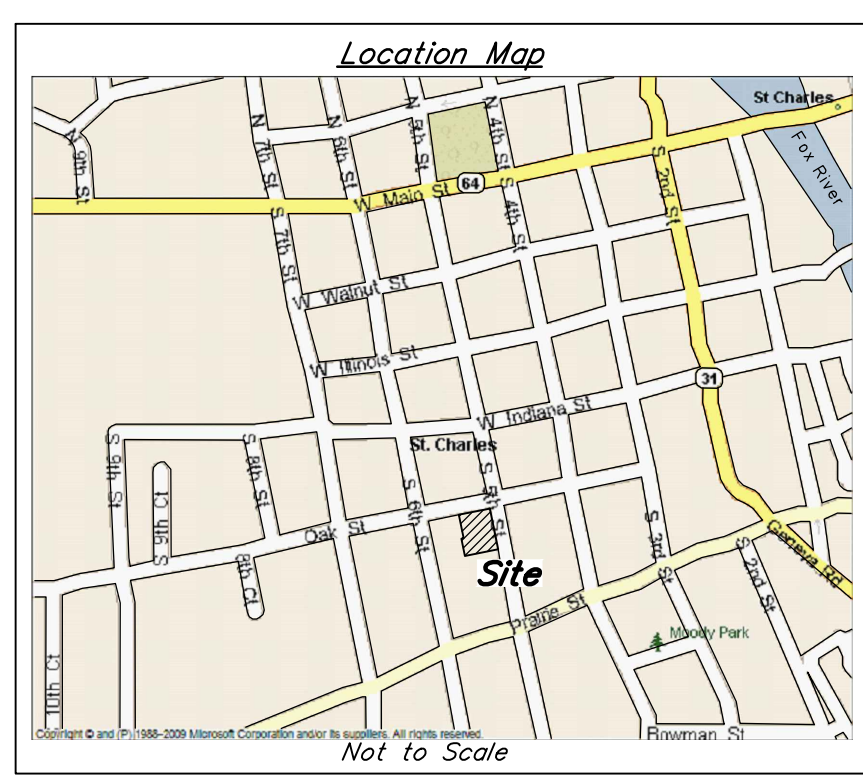 Location Map
St Charles
Fox River
N 9th St
N 7th St
N 6th St
N 5th St
N 4th St
64
W Main St
S 7th St
S 4th St
S 2nd St
W Walnut St
W Illinois St
31
W Indiana St
St. Charles
S 9th St
S 9th Ct
S 8th St
8th Ct
Oak St
S 6th St
S 5th St
Site
S 3rd St
S 2nd St
Geneva Rd
Prairie St
Moody Park
10th Ct
Bowman St
Copyright © and (P) 1988–2009 Microsoft Corporation and/or its suppliers. All rights reserved.
Not to Scale